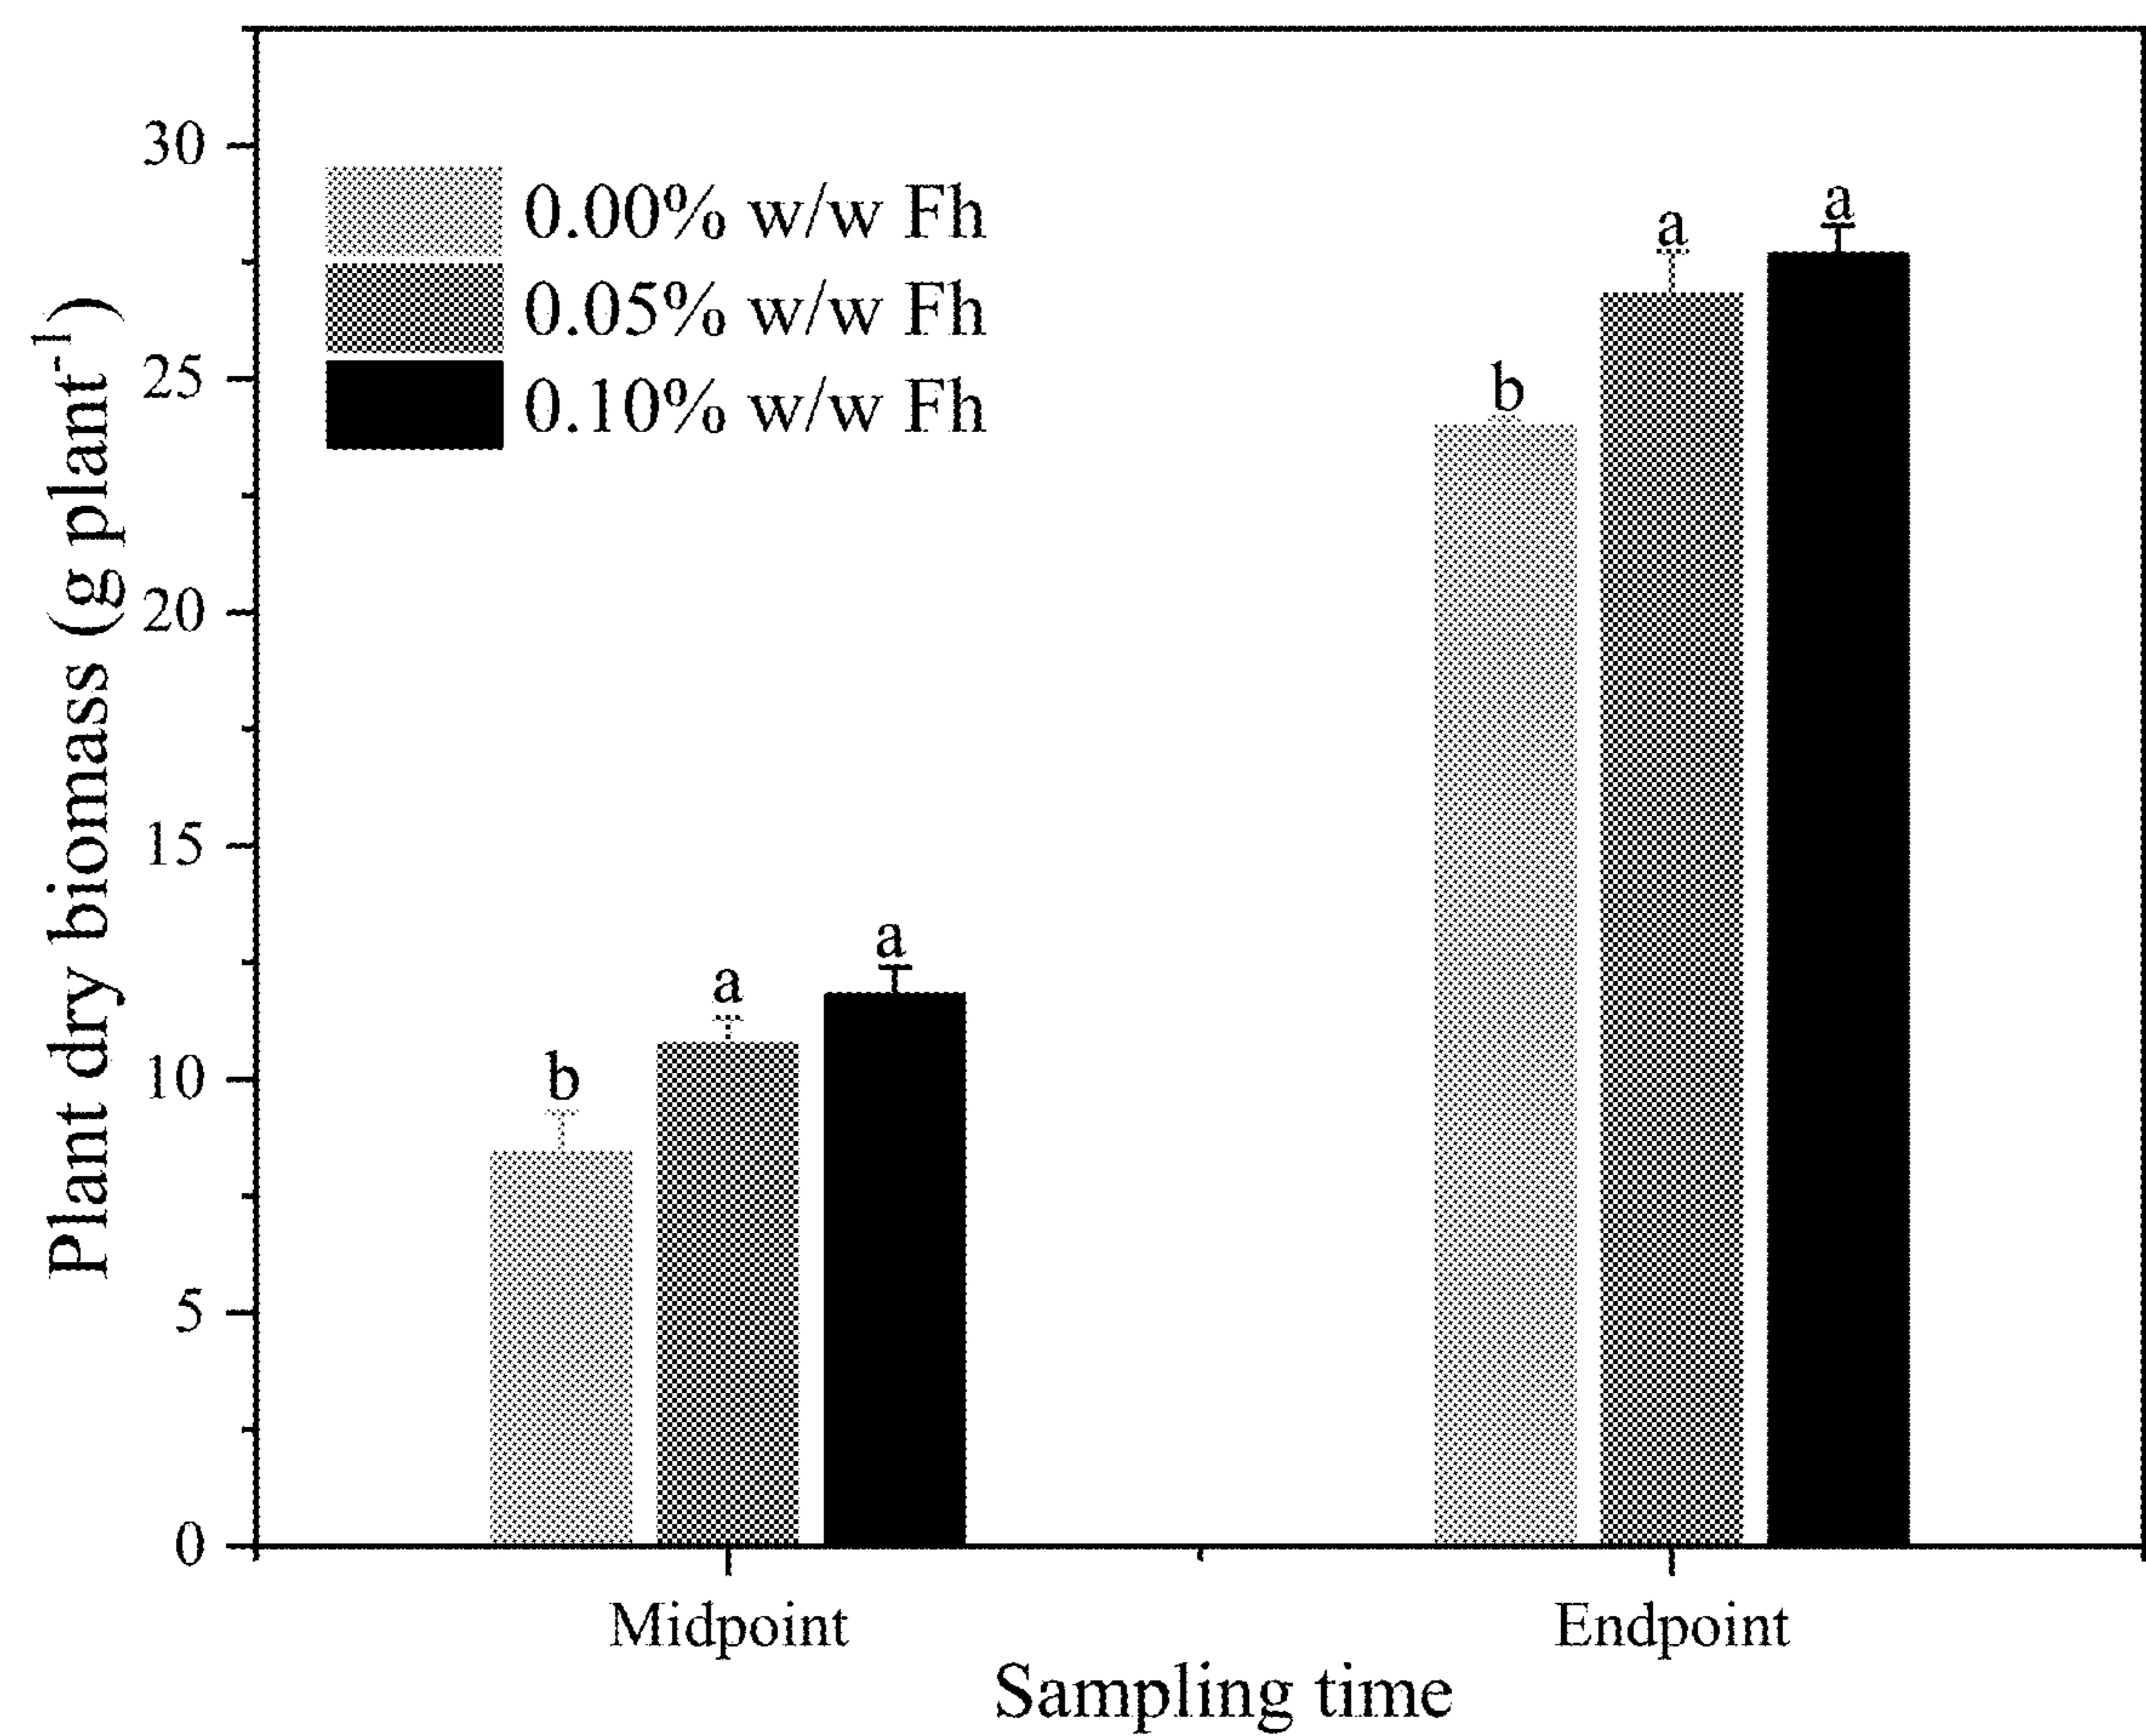 Plant dry biomass (g plant⁻¹)
30
25
20
15
10
5
0
0.00% w/w Fh
0.05% w/w Fh
0.10% w/w Fh
b
a
a
b
a
a
Midpoint
Endpoint
Sampling time